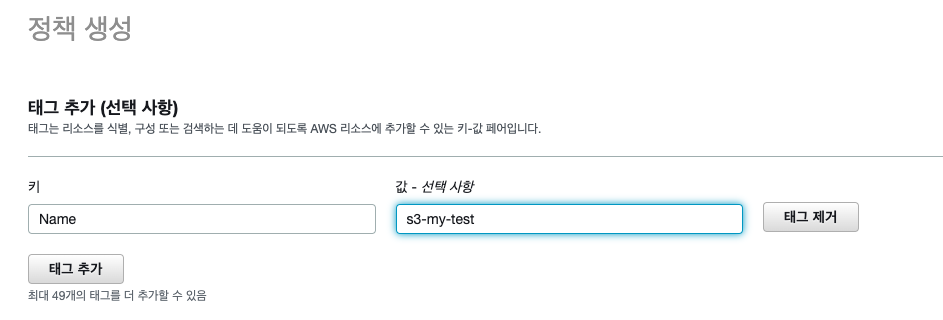 정책 생성
태그 추가 (선택 사항)
태그는 리소스를 식별, 구성 또는 검색하는 데 도움이 되도록 AWS 리소스에 추가할 수 있는 키-값 페어입니다.
키
값 - 선택 사항
Name
s3-my-test
태그 제거
태그 추가
최대 49개의 태그를 더 추가할 수 있음